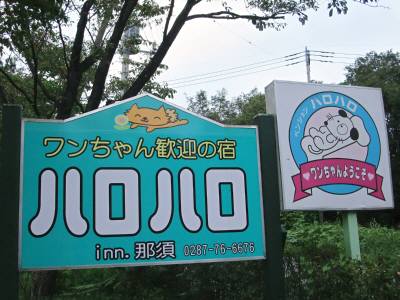 ワンちゃん歓迎の宿
ハロハロ
inn.那須 0287-76-6676
ペンション ハロハロ
♥ワンちゃんようこそ♥